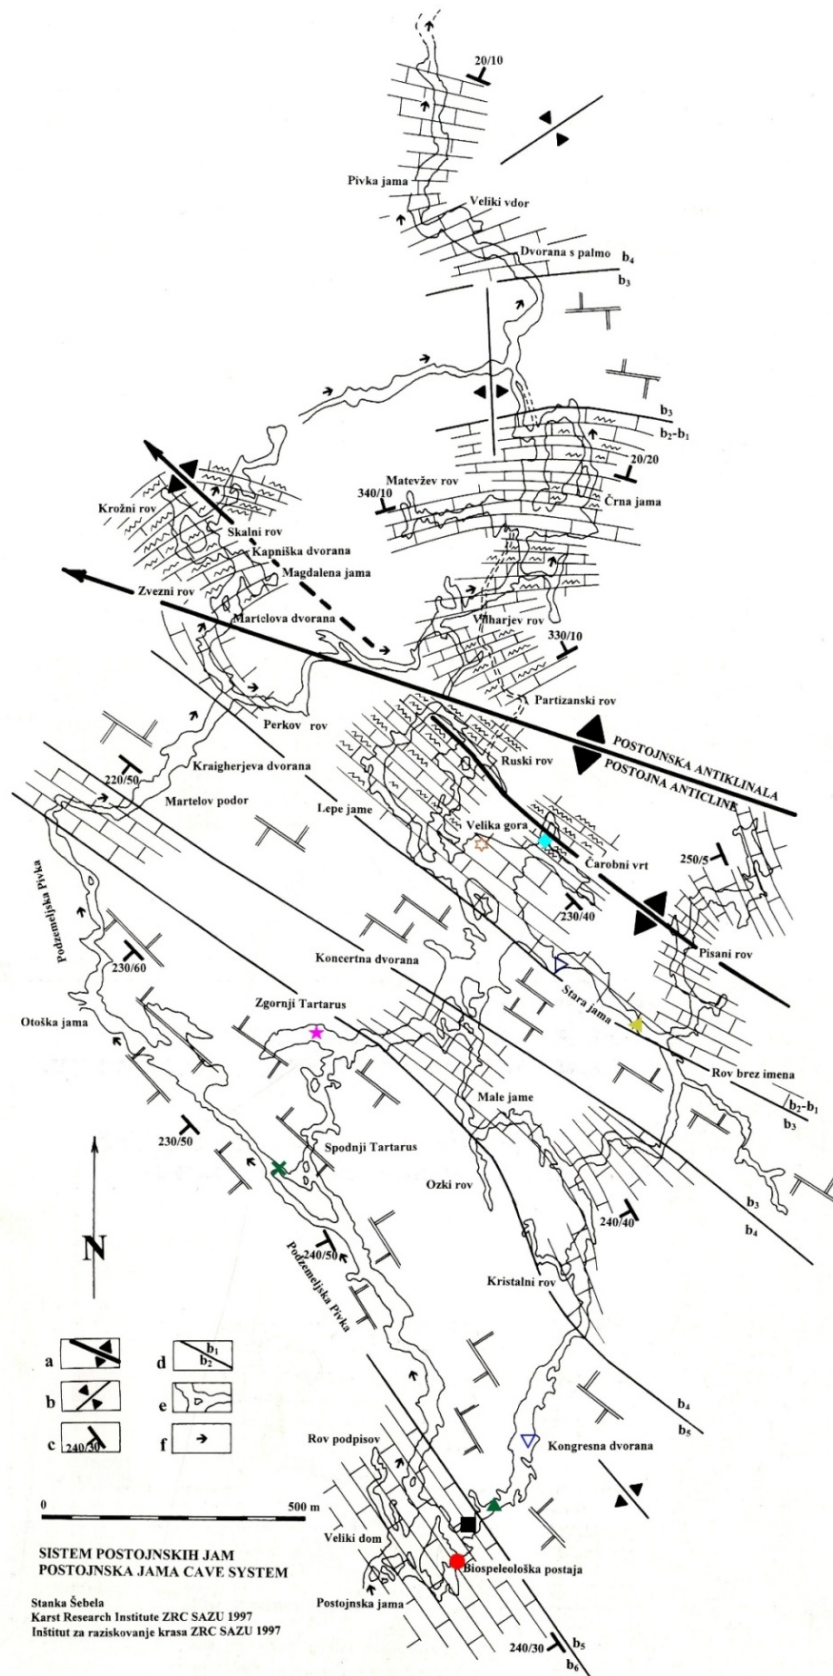 20/10
Pivka jama
Veliki vdor
Dvorana s palmo
b₄
b₃
b₃
b₂-b₁
20/20
Matevžev rov
340/10
Črna jama
Krožni rov
Skalni rov
Kapniška dvorana
Magdalena jama
Zvezni rov
Martelova dvorana
Vilharjev rov
330/10
Partizanski rov
Perkov rov
POSTOJNSKA ANTIKLINALA
POSTOJNA ANTICLINE
Ruski rov
Kraigherjeva dvorana
220/50
Martelov podor
Lepe jame
Velika gora
Čarobni vrt
250/5
230/40
Podzemeljska Pivka
230/60
Koncertna dvorana
Pisani rov
Stara jama
Zgornji Tartarus
Otoška jama
Rov brez imena
b₂-b₁
b₃
Male jame
230/50
Spodnji Tartarus
Ozki rov
b₃
b₄
240/40
N
240/50
Podzemeljska Pivka
Kristalni rov
a
d
b₁
b₂
b
e
c
240/30
f
b₄
b₅
Rov podpisov
Kongresna dvorana
0
500 m
Veliki dom
SISTEM POSTOJNSKIH JAM
POSTOJNSKA JAMA CAVE SYSTEM
Biospeleološka postaja
Postojnska jama
Stanka Šebela
Karst Research Institute ZRC SAZU 1997
Inštitut za raziskovanje krasa ZRC SAZU 1997
240/30
b₅
b₆